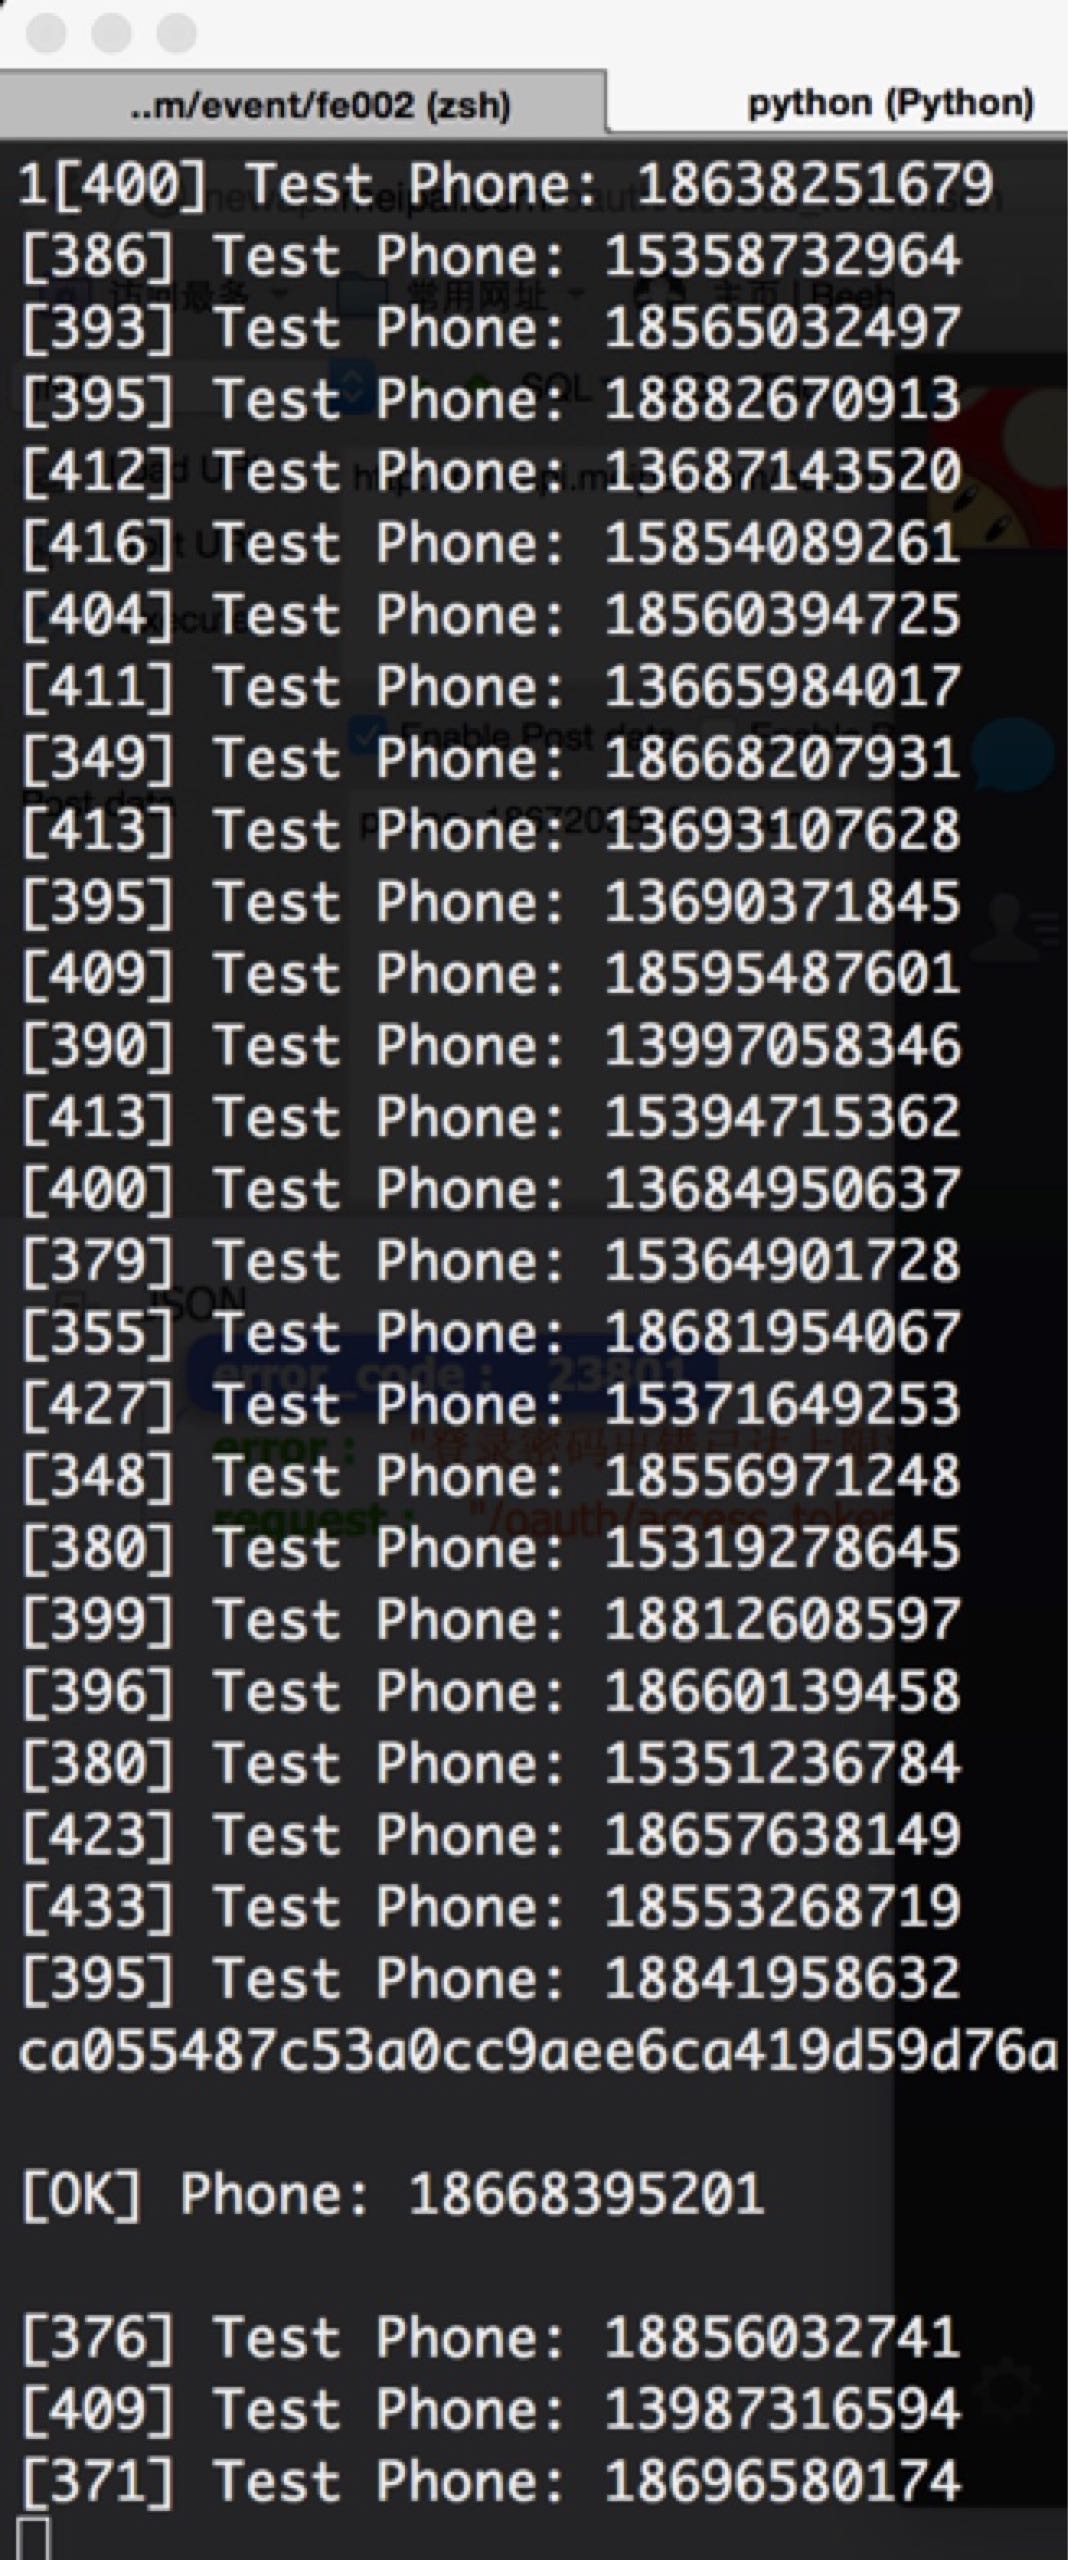 ..m/event/fe002 (zsh)
python (Python)
1[400] Test Phone: 18638251679
[386] Test Phone: 15358732964
[393] Test Phone: 18565032497
[395] Test Phone: 18882670913
[412] Test Phone: 13687143520
[416] Test Phone: 15854089261
[404] Test Phone: 18560394725
[411] Test Phone: 13665984017
[349] Test Phone: 18668207931
[413] Test Phone: 13693107628
[395] Test Phone: 13690371845
[409] Test Phone: 18595487601
[390] Test Phone: 13997058346
[413] Test Phone: 15394715362
[400] Test Phone: 13684950637
[379] Test Phone: 15364901728
[355] Test Phone: 18681954067
[427] Test Phone: 15371649253
[348] Test Phone: 18556971248
[380] Test Phone: 15319278645
[399] Test Phone: 18812608597
[396] Test Phone: 18660139458
[380] Test Phone: 15351236784
[423] Test Phone: 18657638149
[433] Test Phone: 18553268719
[395] Test Phone: 18841958632
ca055487c53a0cc9aee6ca419d59d76a
[OK] Phone: 18668395201
[376] Test Phone: 18856032741
[409] Test Phone: 13987316594
[371] Test Phone: 18696580174